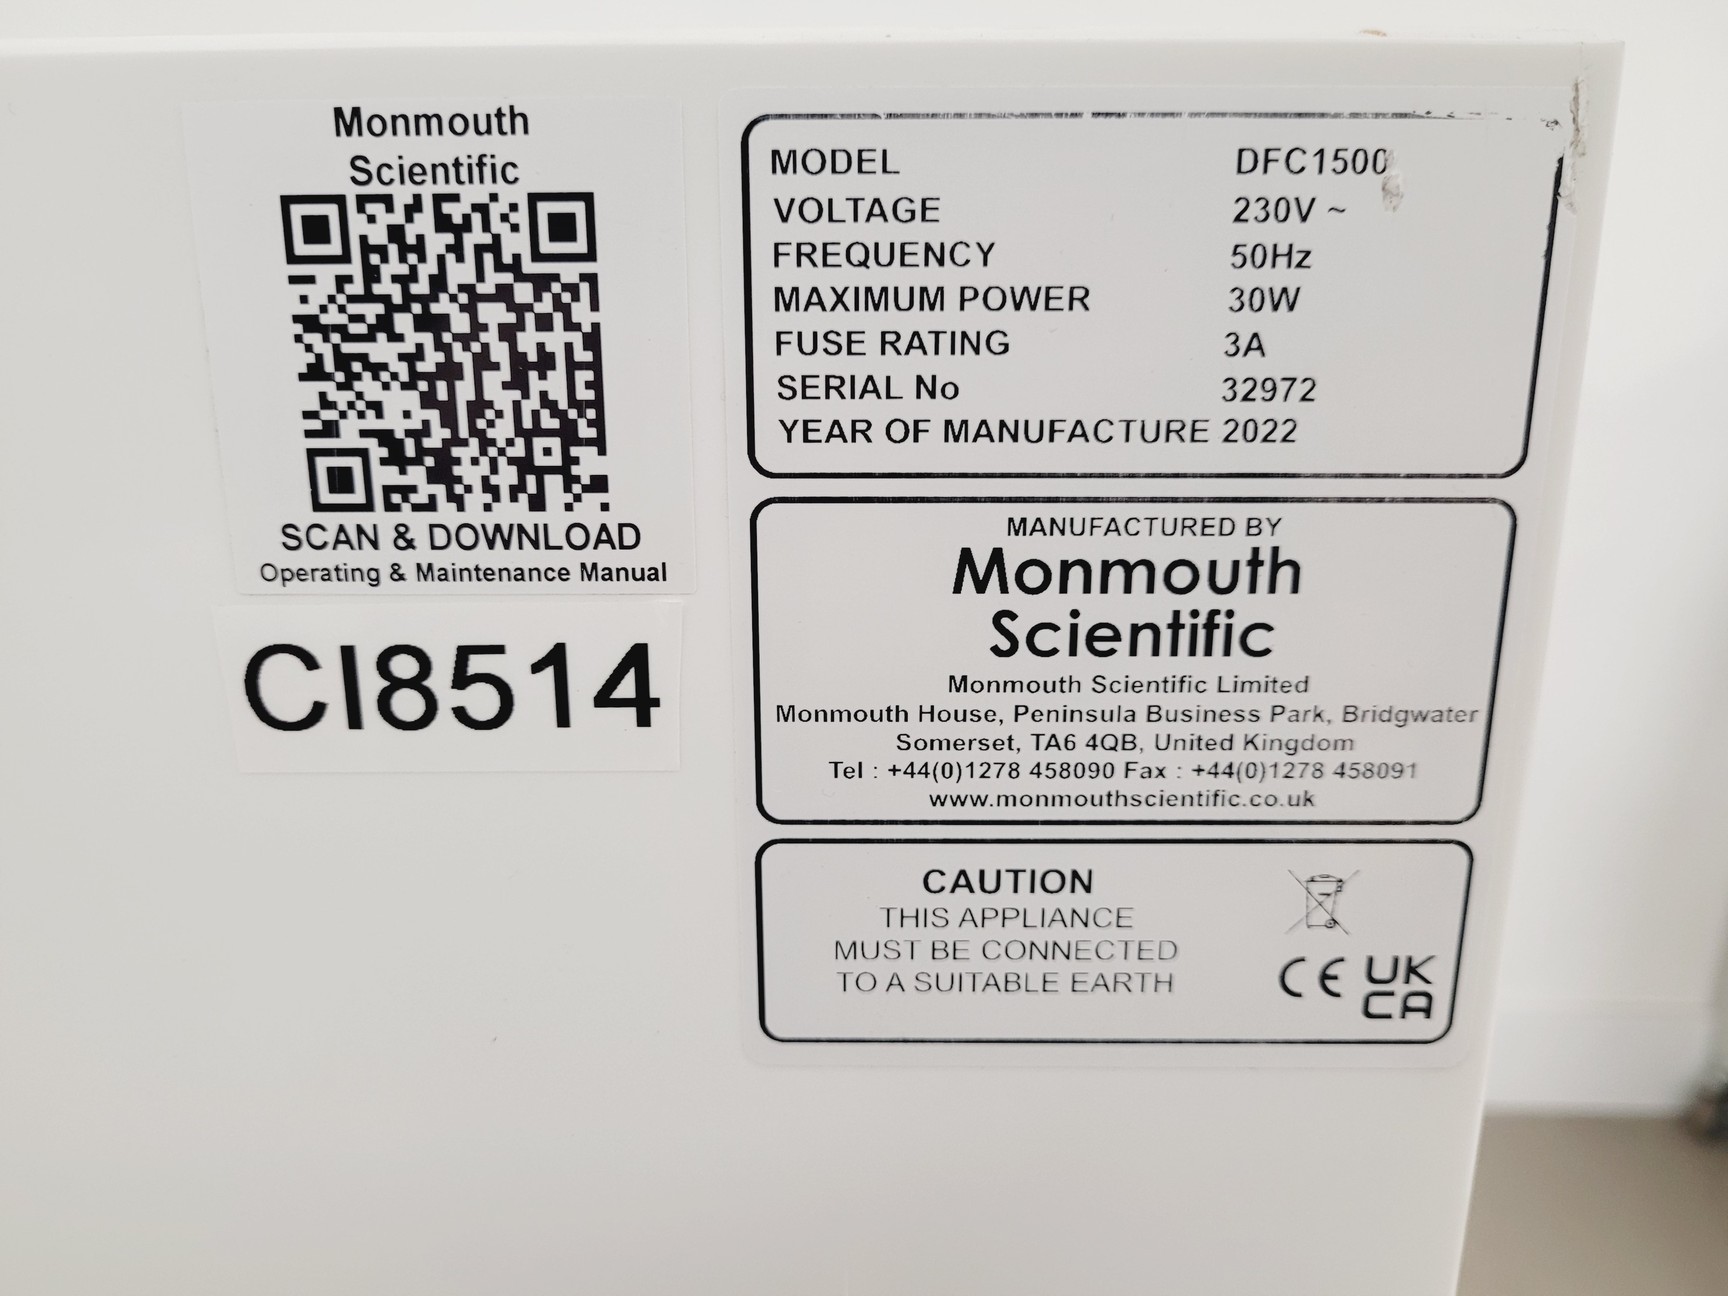 Monmouth
Scientific
SCAN & DOWNLOAD
Operating & Maintenance Manual
CI8514
MODEL DFC1500
VOLTAGE 230V ~
FREQUENCY 50Hz
MAXIMUM POWER 30W
FUSE RATING 3A
SERIAL No 32972
YEAR OF MANUFACTURE 2022
MANUFACTURED BY
Monmouth
Scientific
Monmouth Scientific Limited
Monmouth House, Peninsula Business Park, Bridgwater
Somerset, TA6 4QB, United Kingdom
Tel : +44(0)1278 458090 Fax : +44(0)1278 458091
www.monmouthscientific.co.uk
CAUTION
THIS APPLIANCE
MUST BE CONNECTED
TO A SUITABLE EARTH
CE UK
CA